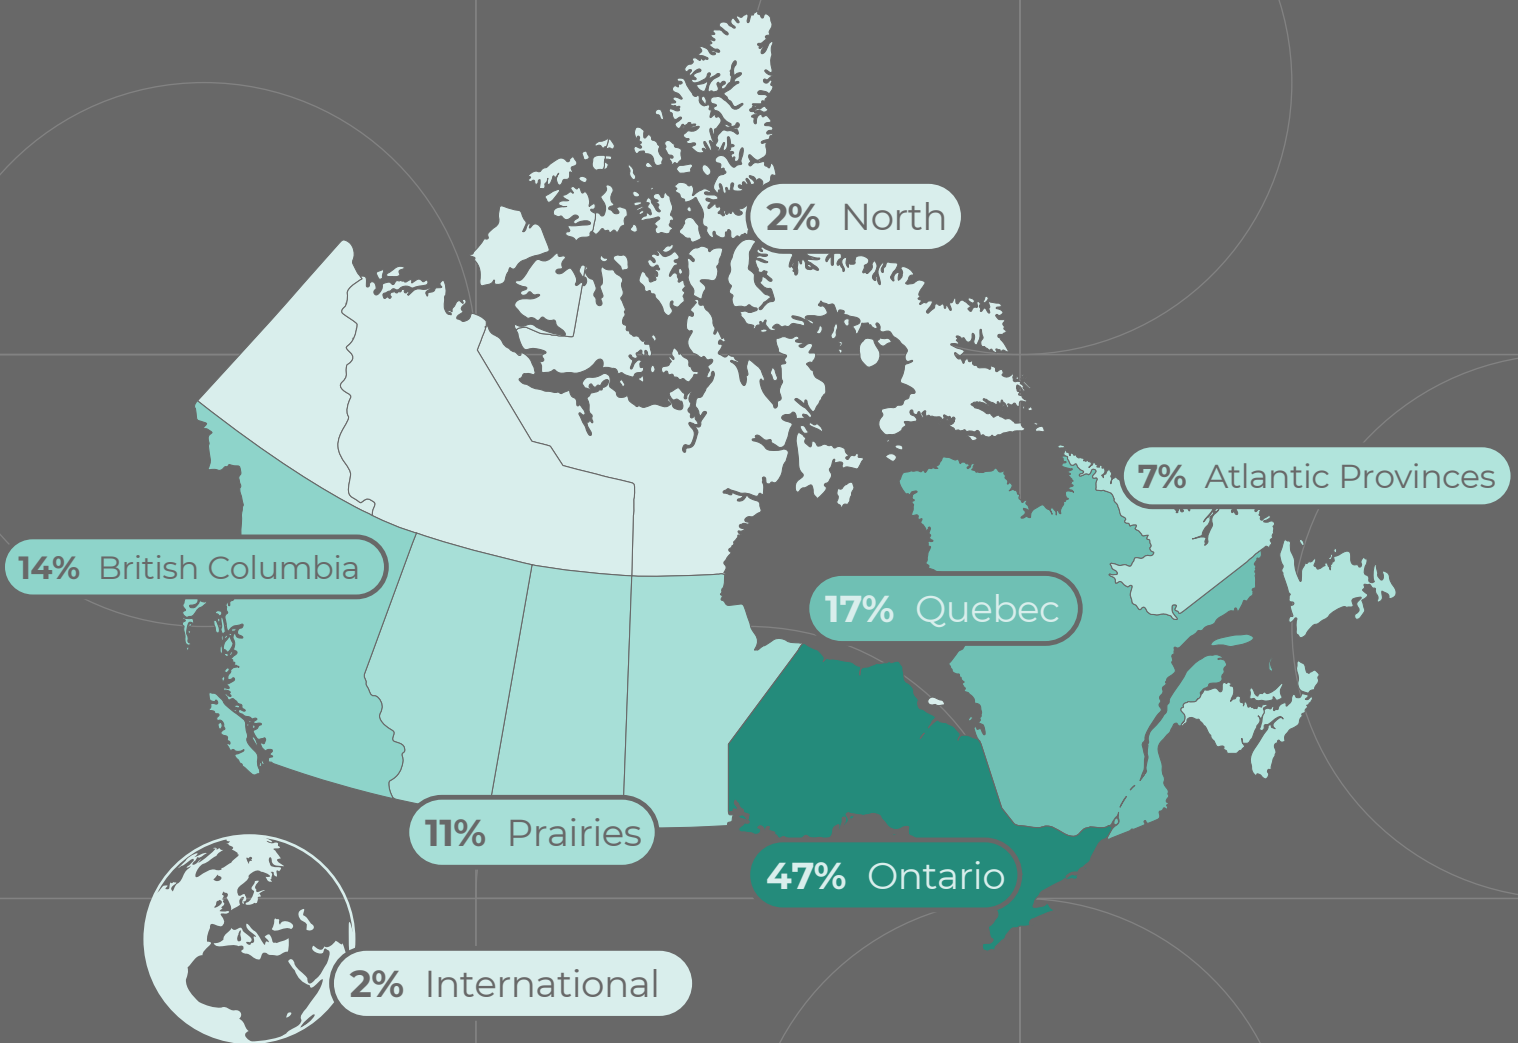 2% North
7% Atlantic Provinces
14% British Columbia
17% Quebec
11% Prairies
47% Ontario
2% International